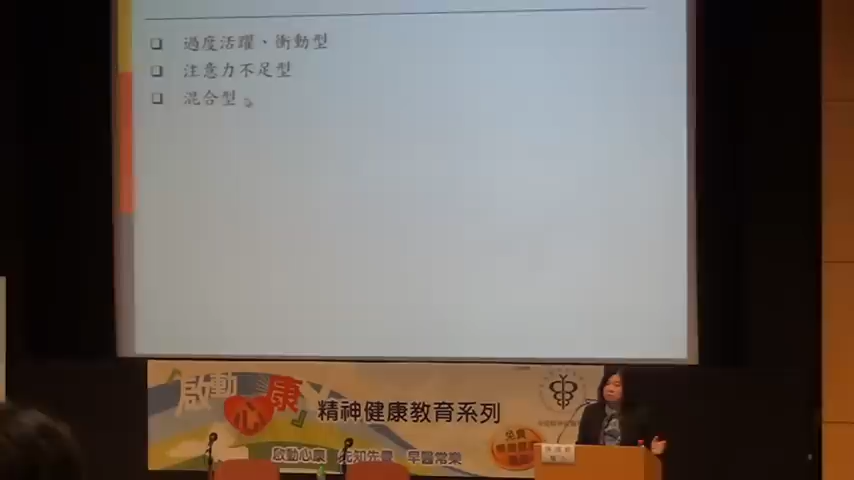 過度活躍、衝動型
注意力不足型
混合型
啟動『心康』
精神健康教育系列
啟動心康 先知先覺 早醫常樂
免費